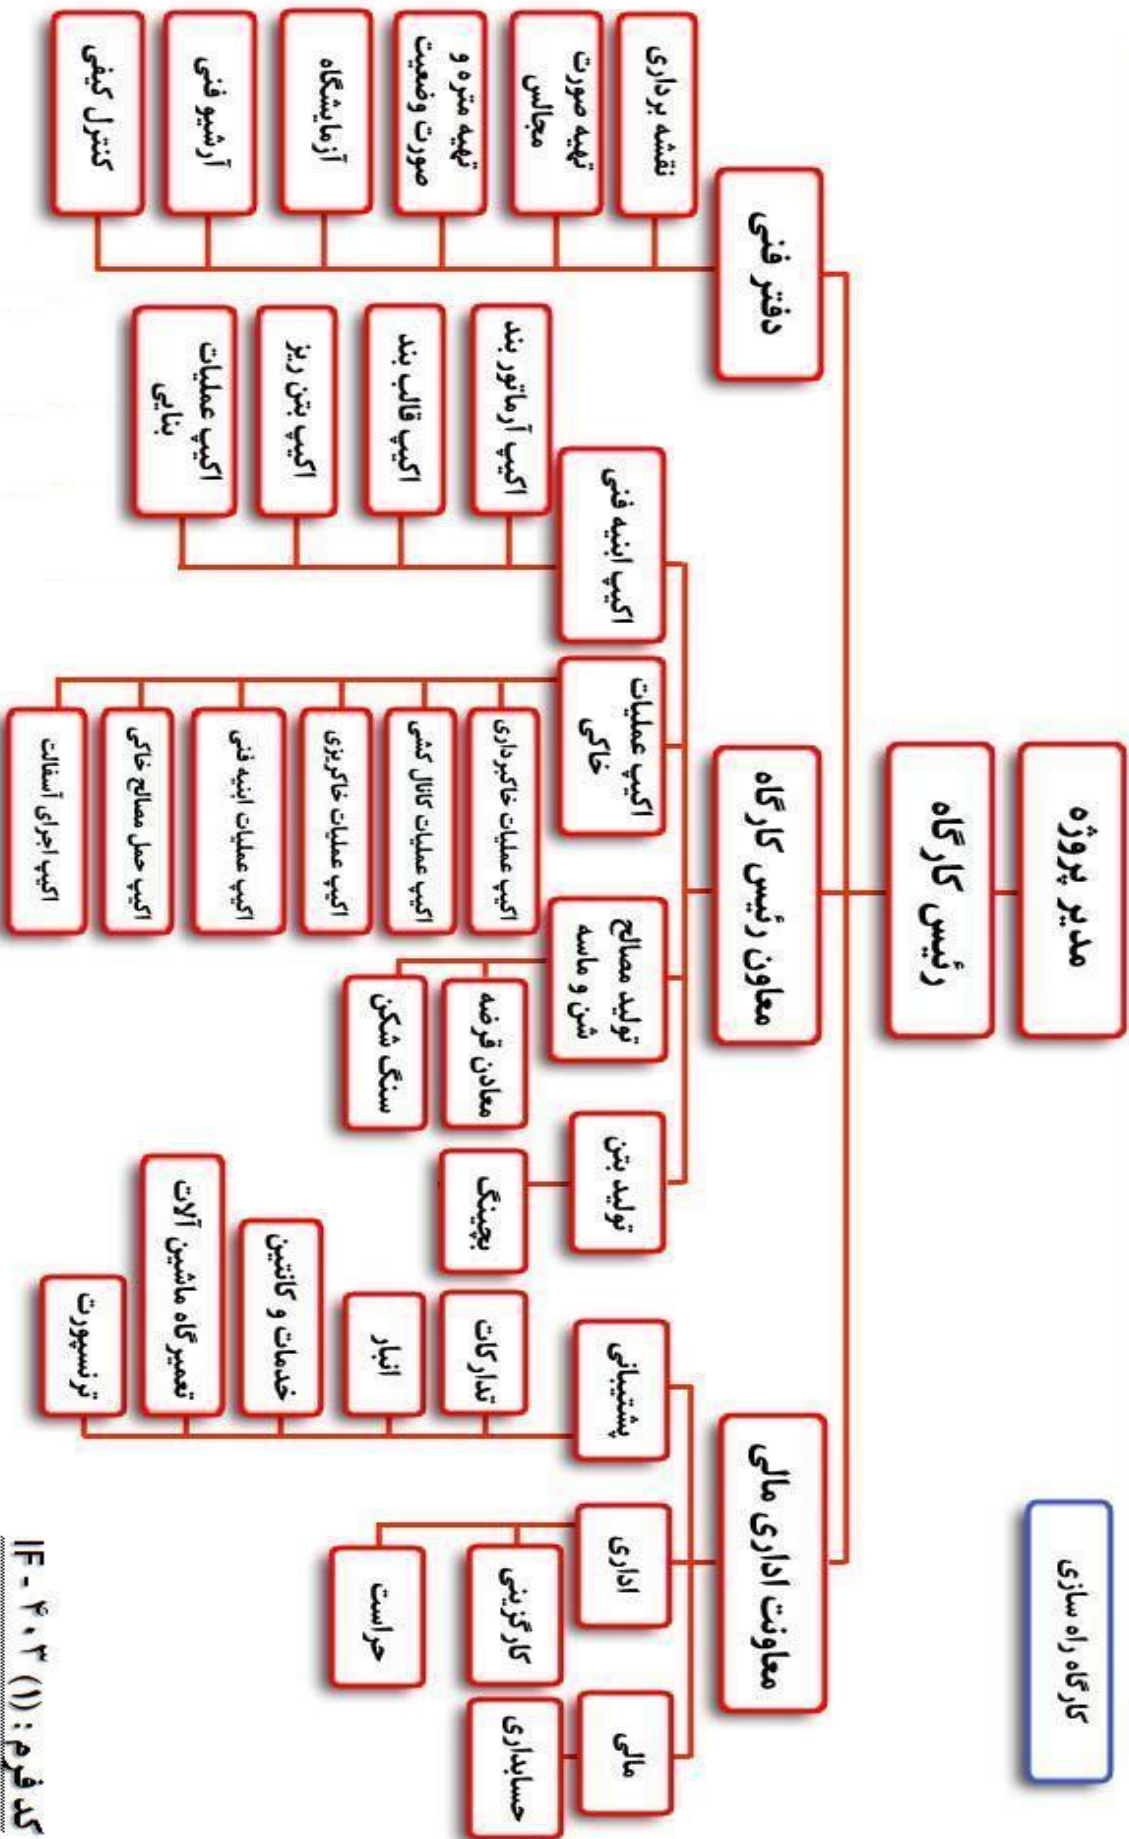 کارگاه راه سازی
مدیر پروژه
رئیس کارگاه
معاونت اداری مالی
معاون رئیس کارگاه
دفتر فنی
مالی
اداری
پشتیبانی
تولید بتن
تولید مصالح
شن و ماسه
اکیپ عملیات
خاکی
اکیپ ابنیه فنی
حسابداری
کارگزینی
حراست
تدارکات
انبار
خدمات و کانتین
تعمیرگاه ماشین آلات
ترنسپورت
بچینگ
معادن قرضه
سنگ شکن
اکیپ عملیات خاکبرداری
اکیپ عملیات کانال کشی
اکیپ عملیات خاکریزی
اکیپ عملیات ابنیه فنی
اکیپ حمل مصالح خاکی
اکیپ اجرای آسفالت
اکیپ آرماتور بند
اکیپ قالب بند
اکیپ بتن ریز
اکیپ عملیات
بنایی
نقشه برداری
تهیه صورت
مجالس
تهیه متره و
صورت وضعیت
آزمایشگاه
آرشیو فنی
کنترل کیفی
کد فرم : (۱) ۴۰۳ - IF